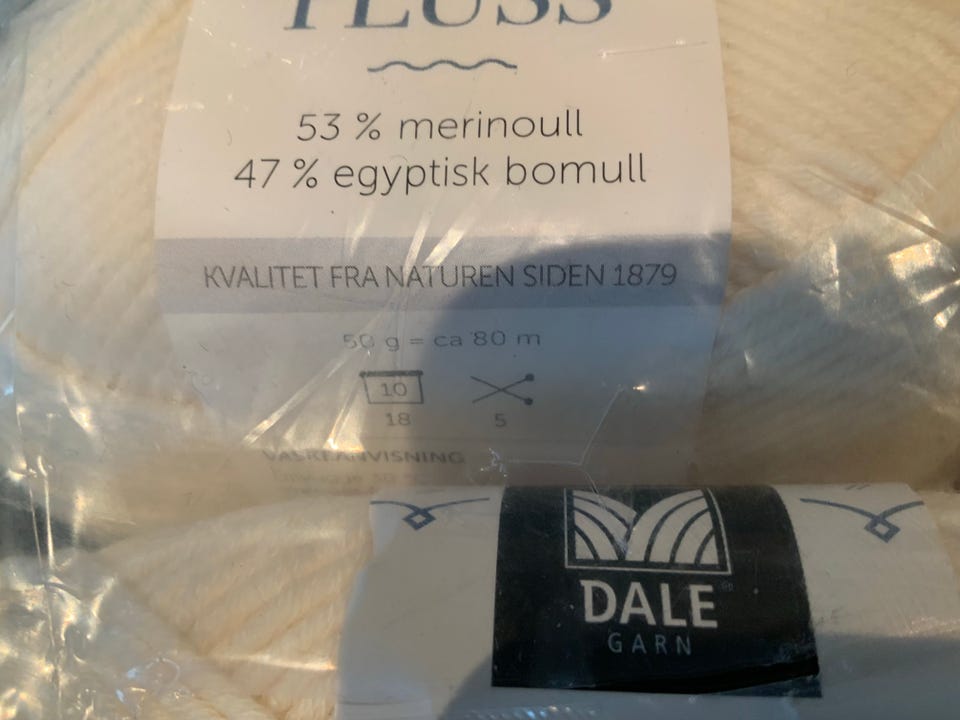 FLUSS
53 % merinoull
47 % egyptisk bomull
KVALITET FRA NATUREN SIDEN 1879
50 g = ca 80 m
10
18
5
VASKEANVISNING
DALE
GARN